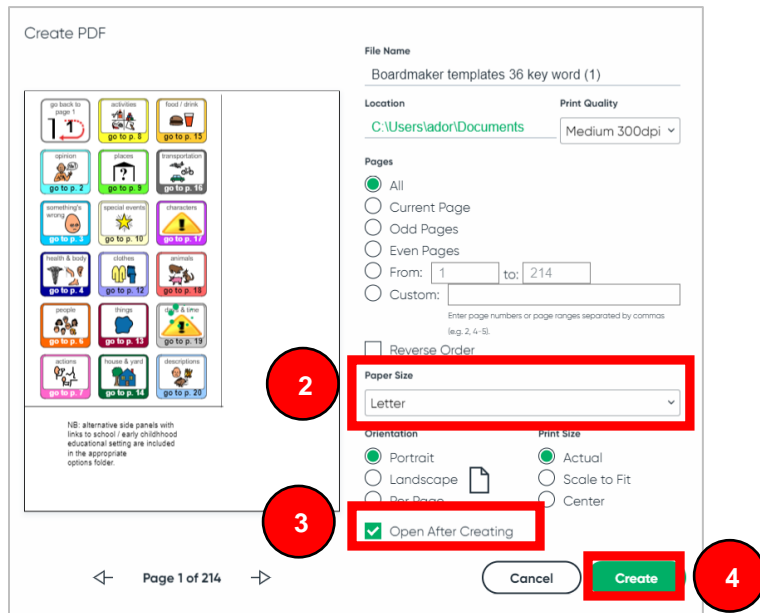 Create PDF
go back to page 1
activities
go to p. 8
food / drink
go to p. 15
opinion
go to p. 2
places
go to p. 9
transportation
go to p. 16
something's wrong
go to p. 3
special events
go to p. 10
characters
go to p. 17
health & body
go to p. 4
clothes
go to p. 12
animals
go to p. 18
people
go to p. 6
things
go to p. 13
& time
go to p. 19
actions
go to p. 7
house & yard
go to p. 14
descriptions
go to p. 20
NB: alternative side panels with
links to school / early childhhood
educational setting are included
in the appropriate
options folder.
Page 1 of 214
File Name
Boardmaker templates 36 key word (1)
Location
Print Quality
C:\Users\ador\Documents
Medium 300dpi
Pages
All
Current Page
Odd Pages
Even Pages
From: 1 to: 214
Custom:
Enter page numbers or page ranges separated by commas
(e.g. 2, 4-5).
Reverse Order
2
Paper Size
Letter
Orientation
Print Size
Portrait
Actual
Landscape
Scale to Fit
Per Page
Center
3
Open After Creating
Cancel
Create
4